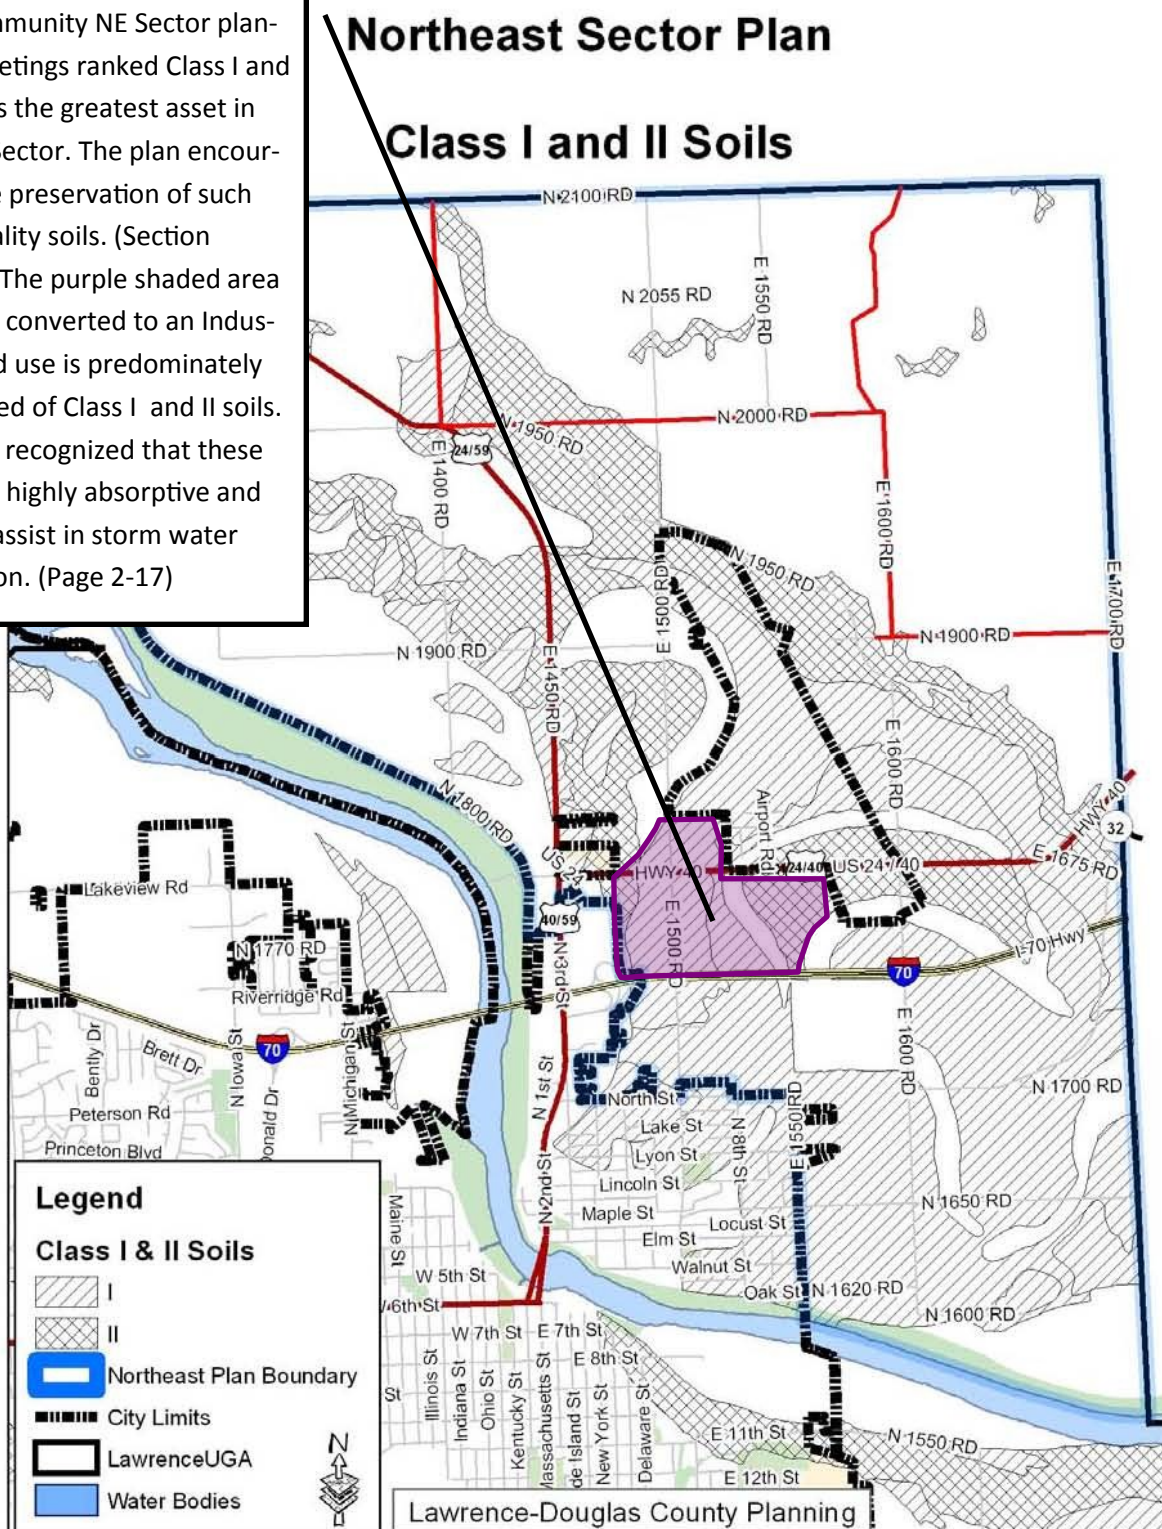 Northeast Sector Plan
Class I and II Soils
NE Sector plan-
ranked Class I and
the greatest asset in
Sector. The plan encour-
preservation of such
soils. (Section
The purple shaded area
converted to an Indus-
use is predominately
of Class I and II soils.
recognized that these
highly absorptive and
assist in storm water
(Page 2-17)
N 2100 RD
N 2055 RD
E 1550 RD
N 2000 RD
N 1950 RD
24/59
E 1400 RD
E 1600 RD
N 1950 RD
E 1500 RD
E 1700 RD
N 1900 RD
N 1900 RD
E 1450 RD
E 1600 RD
N 1800 RD
Airport Rd
HWY 40
32
US 24
HWY 40
24/40
US 24 / 40
E 1675 RD
Lakeview Rd
40/59
E 1500 RD
N 1770 RD
N 3rd St
I-70 Hwy
70
Riverridge Rd
70
Bently Dr
Brett Dr
N Iowa St
N Michigan St
N 1st St
E 1600 RD
N 1700 RD
Peterson Rd
North St
Princeton Blvd
Lake St
N 8th St
E 1550 RD
Lyon St
Lincoln St
Maple St
N 2nd St
Locust St
N 1650 RD
Elm St
Walnut St
Maine St
Oak St
N 1620 RD
N 1600 RD
W 5th St
6th St
W 7th St
E 7th St
E 8th St
St
Illinois St
Indiana St
Ohio St
Kentucky St
Massachusetts St
Island St
New York St
Delaware St
E 11th St
N 1550 RD
E 12th St
Legend
Class I & II Soils
I
II
Northeast Plan Boundary
City Limits
LawrenceUGA
Water Bodies
N
Lawrence-Douglas County Planning